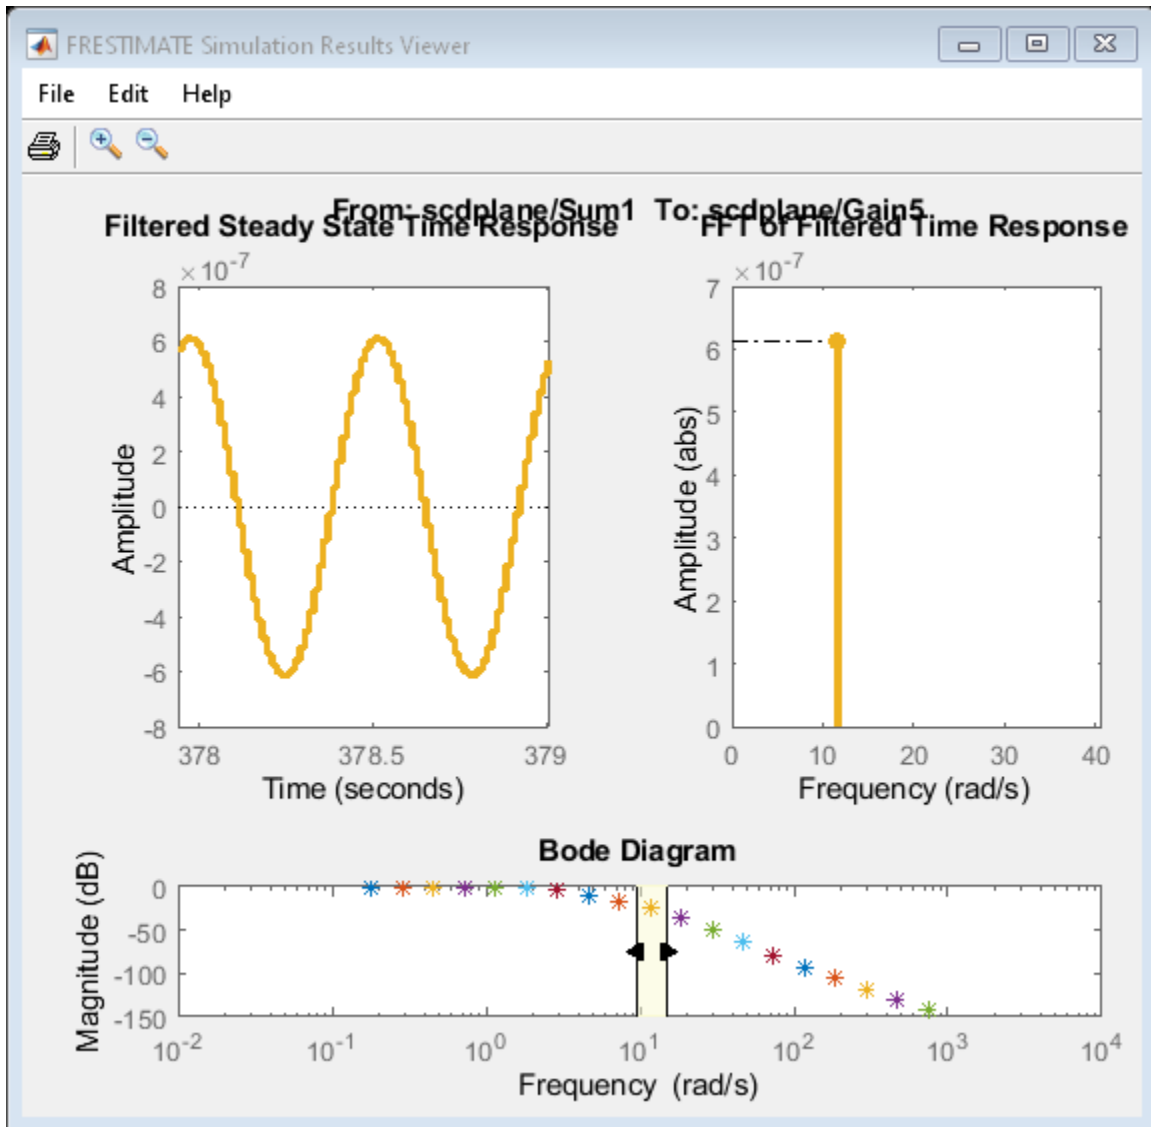 FRESTIMATE Simulation Results Viewer
File Edit Help
From: scdplane/Sum1 To: scdplane/Gain5
Filtered Steady State Time Response
×10⁻⁷
8
6
4
2
0
-2
-4
-6
-8
Amplitude
378 378.5 379
Time (seconds)
FFT of Filtered Time Response
×10⁻⁷
7
6
5
4
3
2
1
0
Amplitude (abs)
0 10 20 30 40
Frequency (rad/s)
Bode Diagram
Magnitude (dB)
0
-50
-100
-150
10⁻² 10⁻¹ 10⁰ 10¹ 10² 10³ 10⁴
Frequency (rad/s)